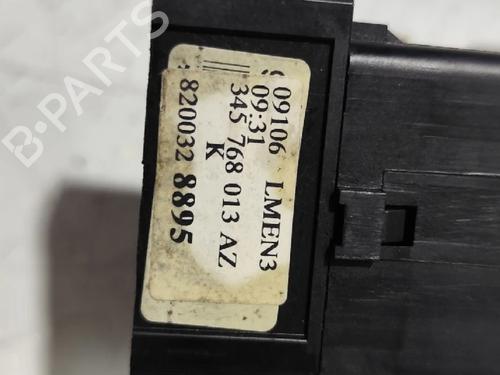 09106 LMEN3
09:31
345 768 013 AZ
K
820032 8895
B-PARTS